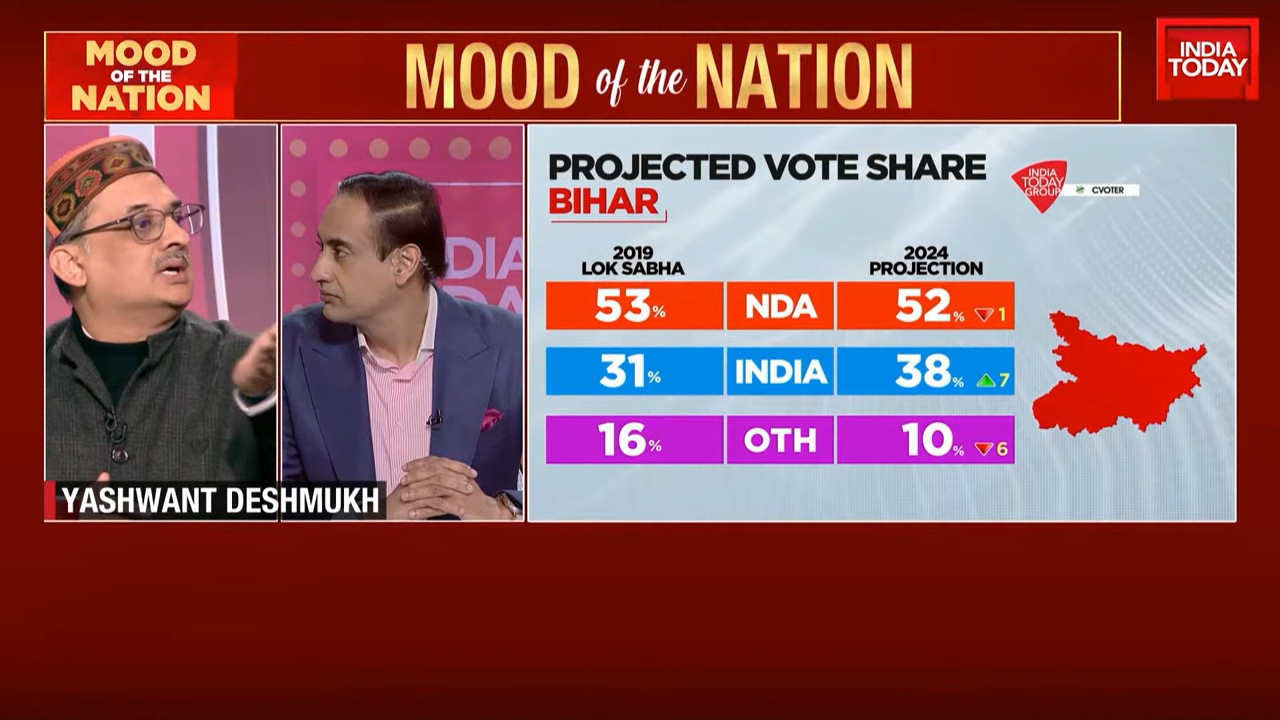 MOOD
OF THE
NATION
MOOD of the NATION
INDIA
TODAY
PROJECTED VOTE SHARE
BIHAR
INDIA
TODAY
GROUP
CVOTER
2019
LOK SABHA
2024
PROJECTION
53% NDA 52% 1
31% INDIA 38% 7
16% OTH 10% 6
DIA
YASHWANT DESHMUKH